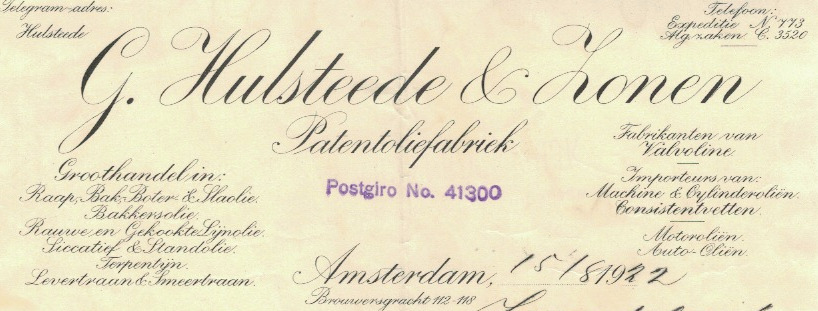 Telegram-adres:
Hulsteede
Telefoon:
Expeditie N 773
Alg. zaken C. 3520
G. Hulsteede & Zonen
Patentoliefabriek
Groothandel in:
Raap, Bak, Boter- & Slaolie.
Bakkersolie.
Rauwe en Gekookte Lijnolie.
Siccatief & Standolie.
Terpentijn.
Levertraan & Smeertraan.
Postgiro No. 41300
Fabrikanten van
Valvoline.
Importeurs van:
Machine & Cylinderoliën.
Consistentvetten.
Motoroliën.
Auto-Oliën.
Amsterdam, 15/8 1922
Brouwersgracht 112-118